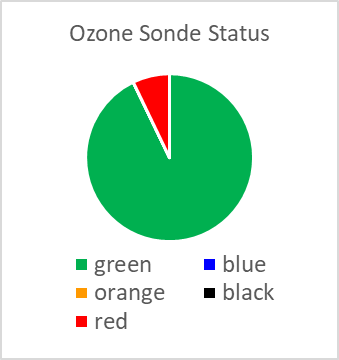 Ozone Sonde Status
green blue
orange black
red